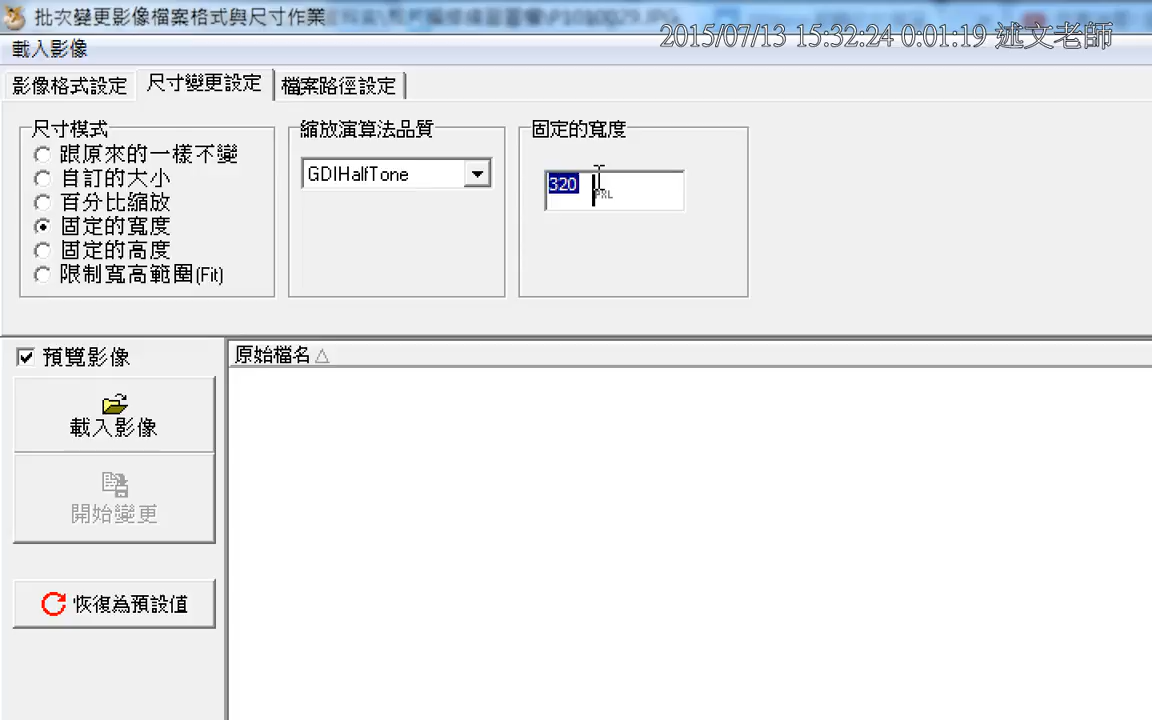 批次變更影像檔案格式與尺寸作業
2015/07/13 15:32:24 0:01:19 述文老師
載入影像
影像格式設定 尺寸變更設定 檔案路徑設定
尺寸模式
跟原來的一樣不變
自訂的大小
百分比縮放
固定的寬度
固定的高度
限制寬高範圍(Fit)
縮放演算法品質
GDIHalfTone
固定的寬度
320
預覽影像
載入影像
開始變更
恢復為預設值
原始檔名